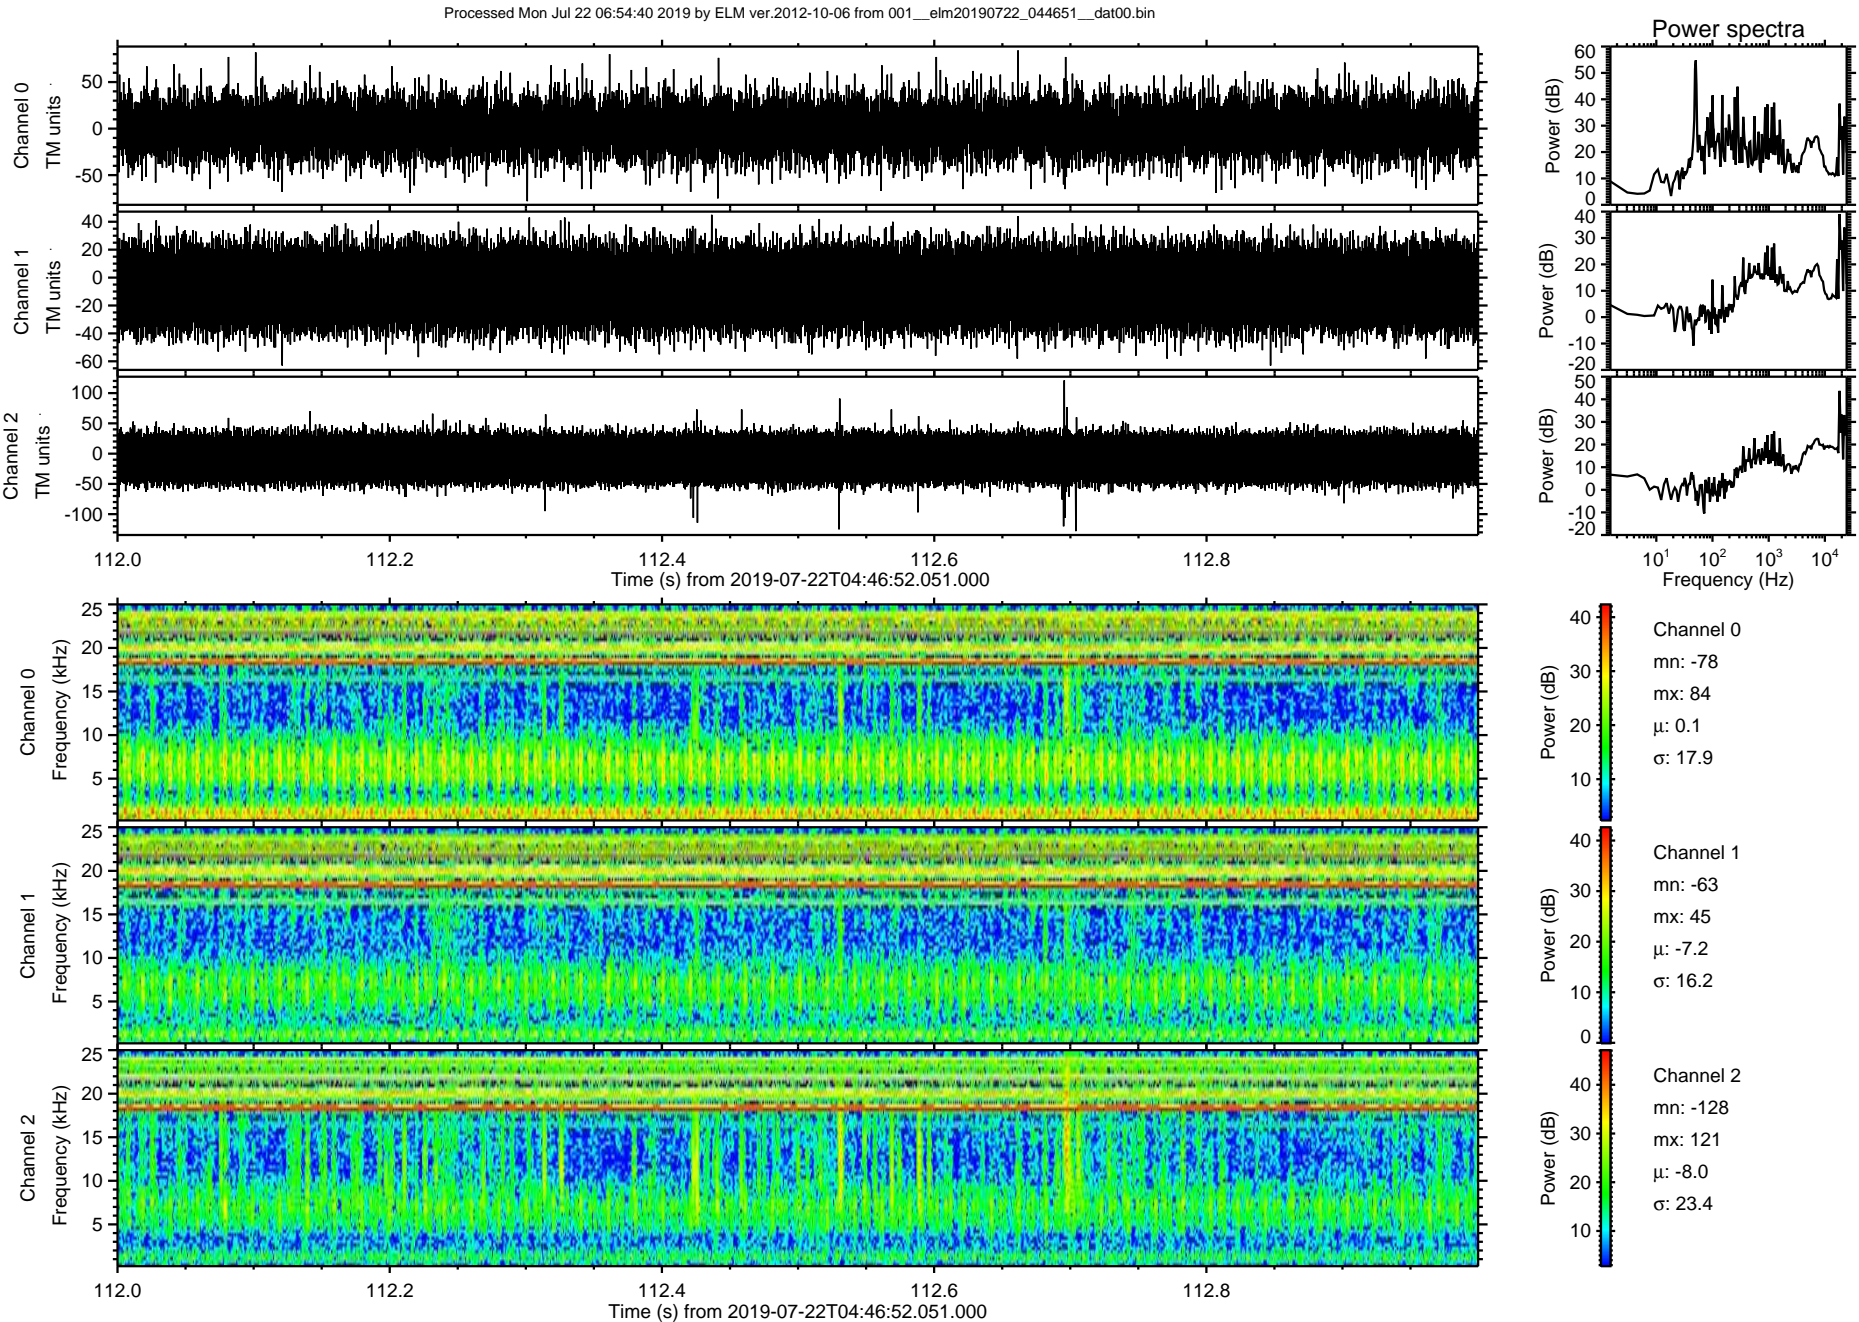 Processed Mon Jul 22 06:54:40 2019 by ELM ver.2012-10-06 from 001__elm20190722_044651__dat00.bin
Power spectra
Channel 0
TM units
50
0
-50
Power (dB)
60
50
40
30
20
10
0
Channel 1
TM units
40
20
0
-20
-40
-60
Power (dB)
40
30
20
10
0
-10
-20
Channel 2
TM units
100
50
0
-50
-100
Power (dB)
50
40
30
20
10
0
-10
-20
112.0 112.2 112.4 112.6 112.8
Time (s) from 2019-07-22T04:46:52.051.000
10^1 10^2 10^3 10^4
Frequency (Hz)
Channel 0
Frequency (kHz)
25
20
15
10
5
Power (dB)
40
30
20
10
Channel 0
mn: -78
mx: 84
μ: 0.1
σ: 17.9
Channel 1
Frequency (kHz)
25
20
15
10
5
Power (dB)
40
30
20
10
0
Channel 1
mn: -63
mx: 45
μ: -7.2
σ: 16.2
Channel 2
Frequency (kHz)
25
20
15
10
5
Power (dB)
40
30
20
10
Channel 2
mn: -128
mx: 121
μ: -8.0
σ: 23.4
112.0 112.2 112.4 112.6 112.8
Time (s) from 2019-07-22T04:46:52.051.000